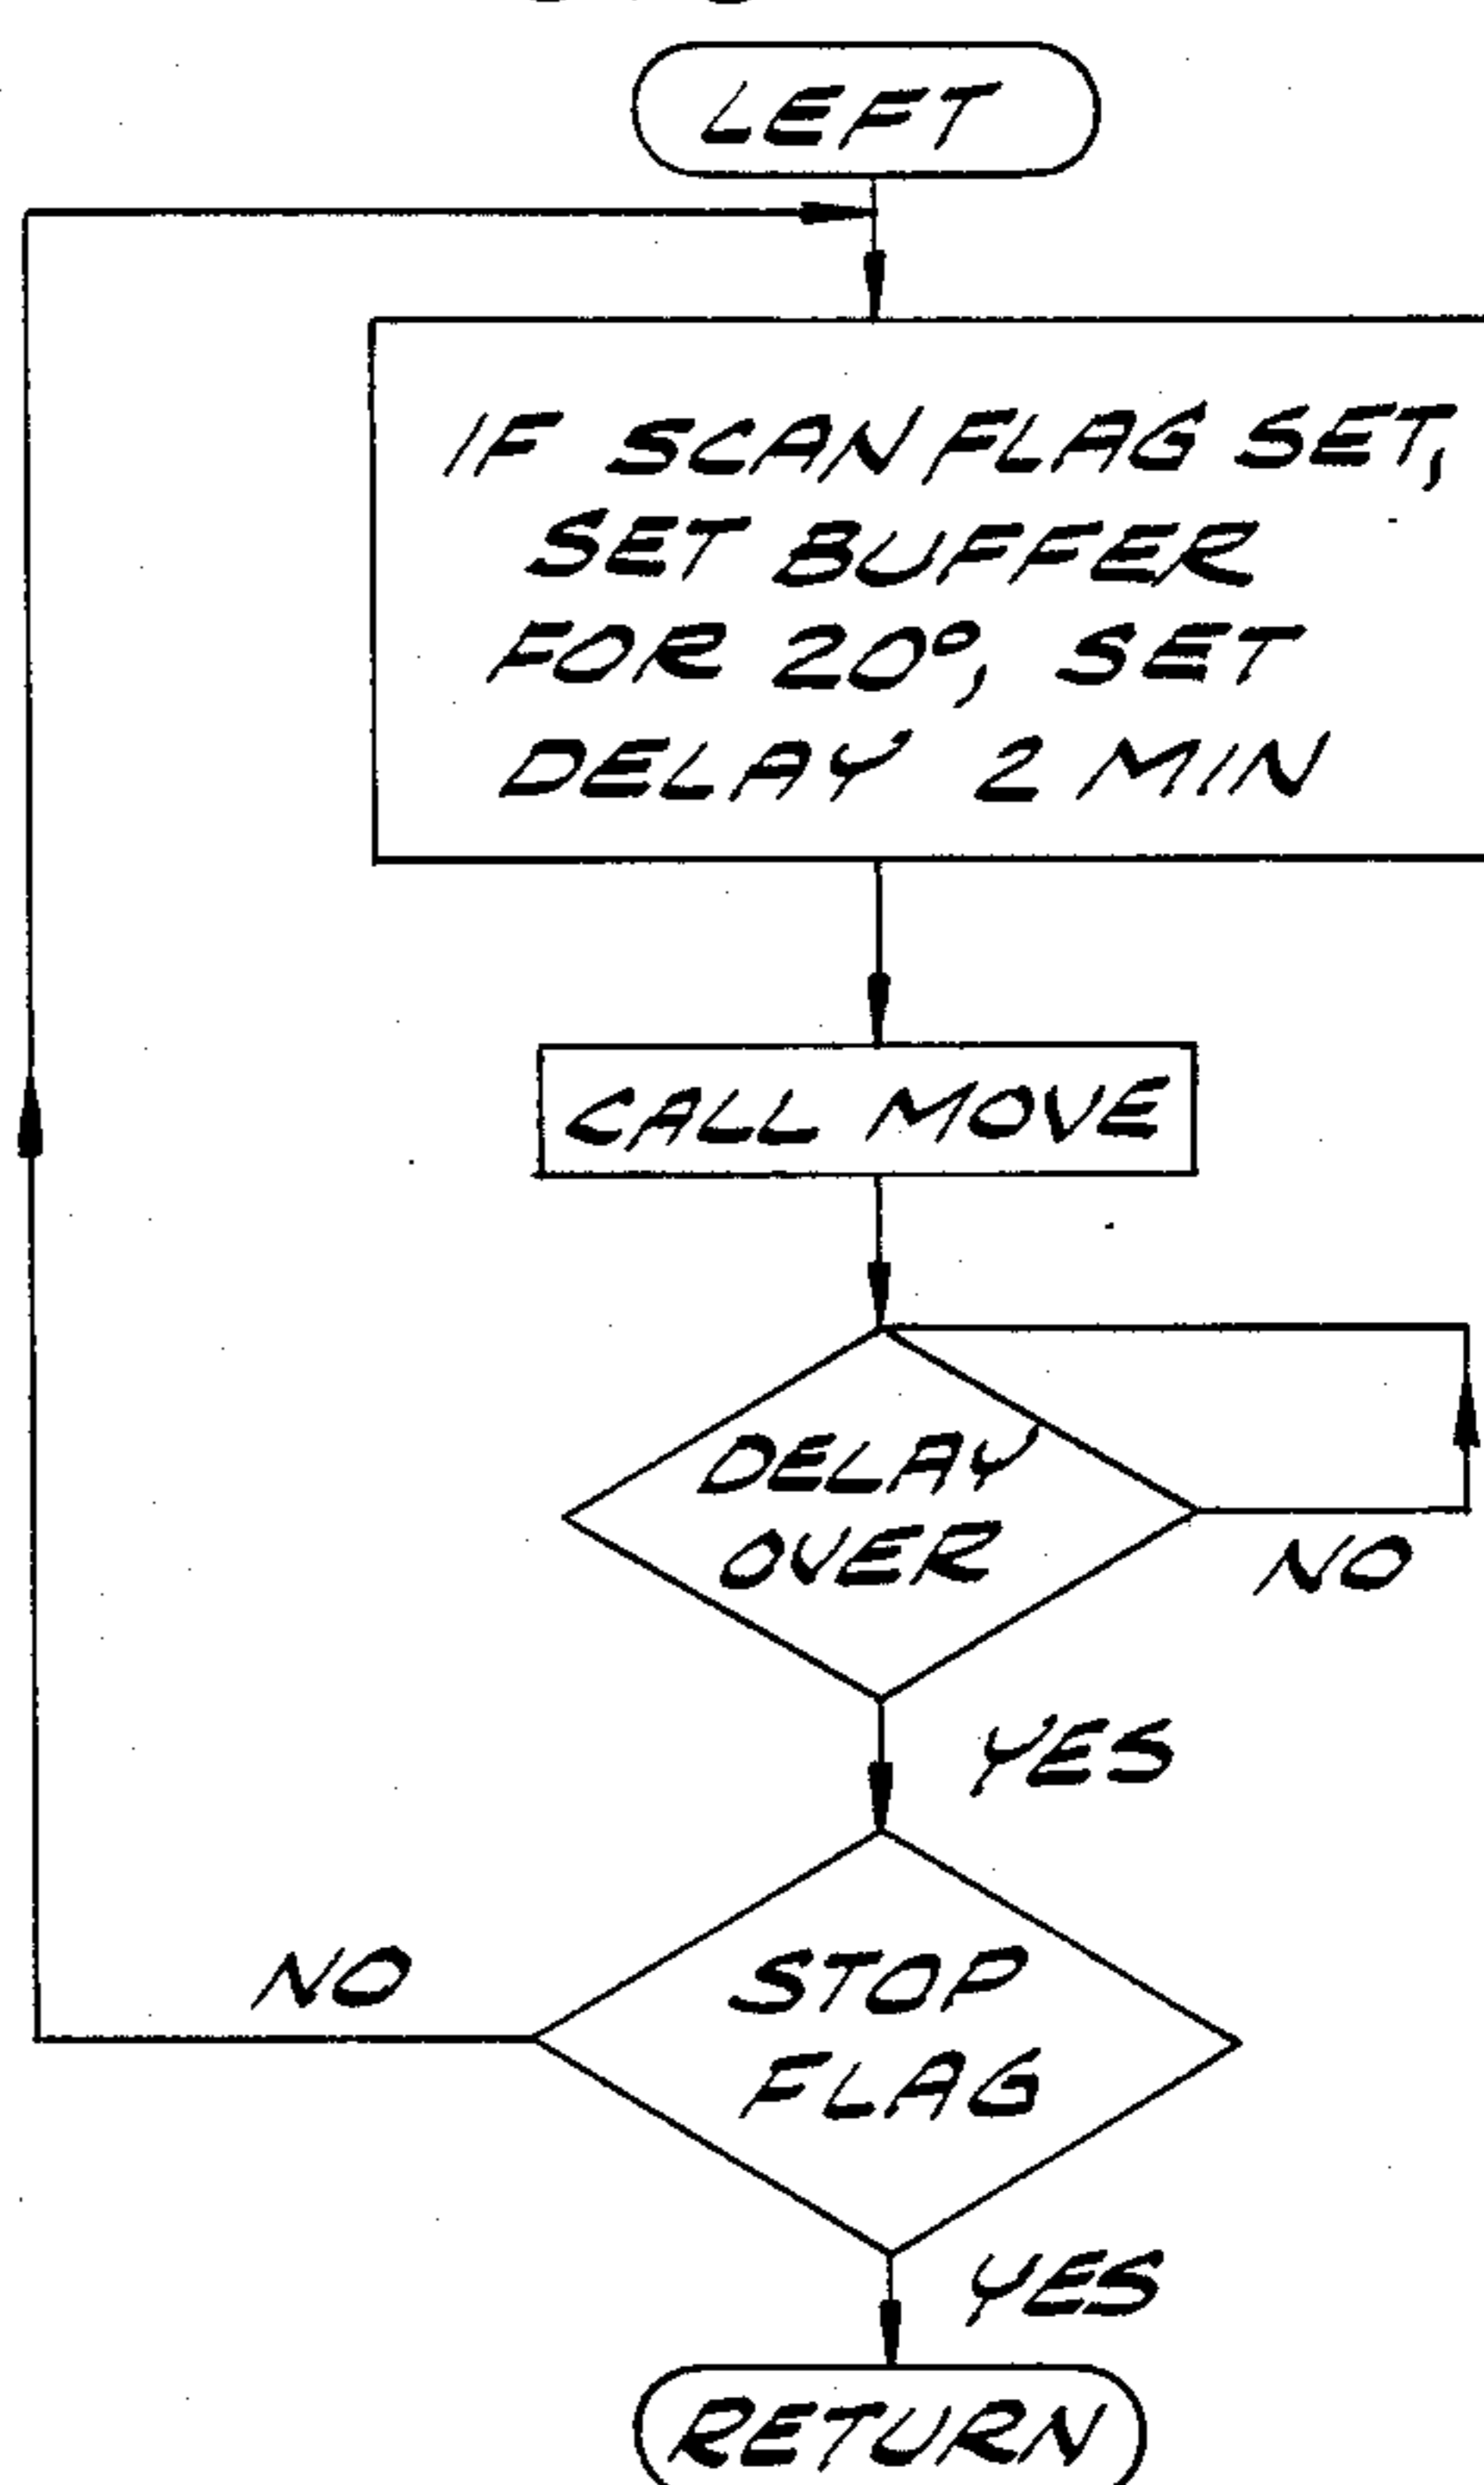 LEFT
IF SCAN FLAG SET,
SET BUFFER
FOR 20°, SET
DELAY 2 MIN
CALL MOVE
DELAY
OVER
NO
YES
NO
STOP
FLAG
YES
RETURN